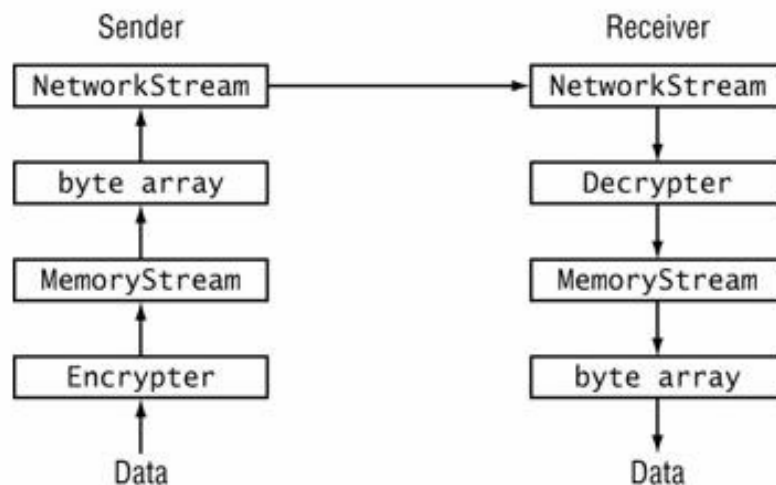 Sender
Receiver
NetworkStream
NetworkStream
byte array
Decrypter
MemoryStream
MemoryStream
Encrypter
byte array
Data
Data